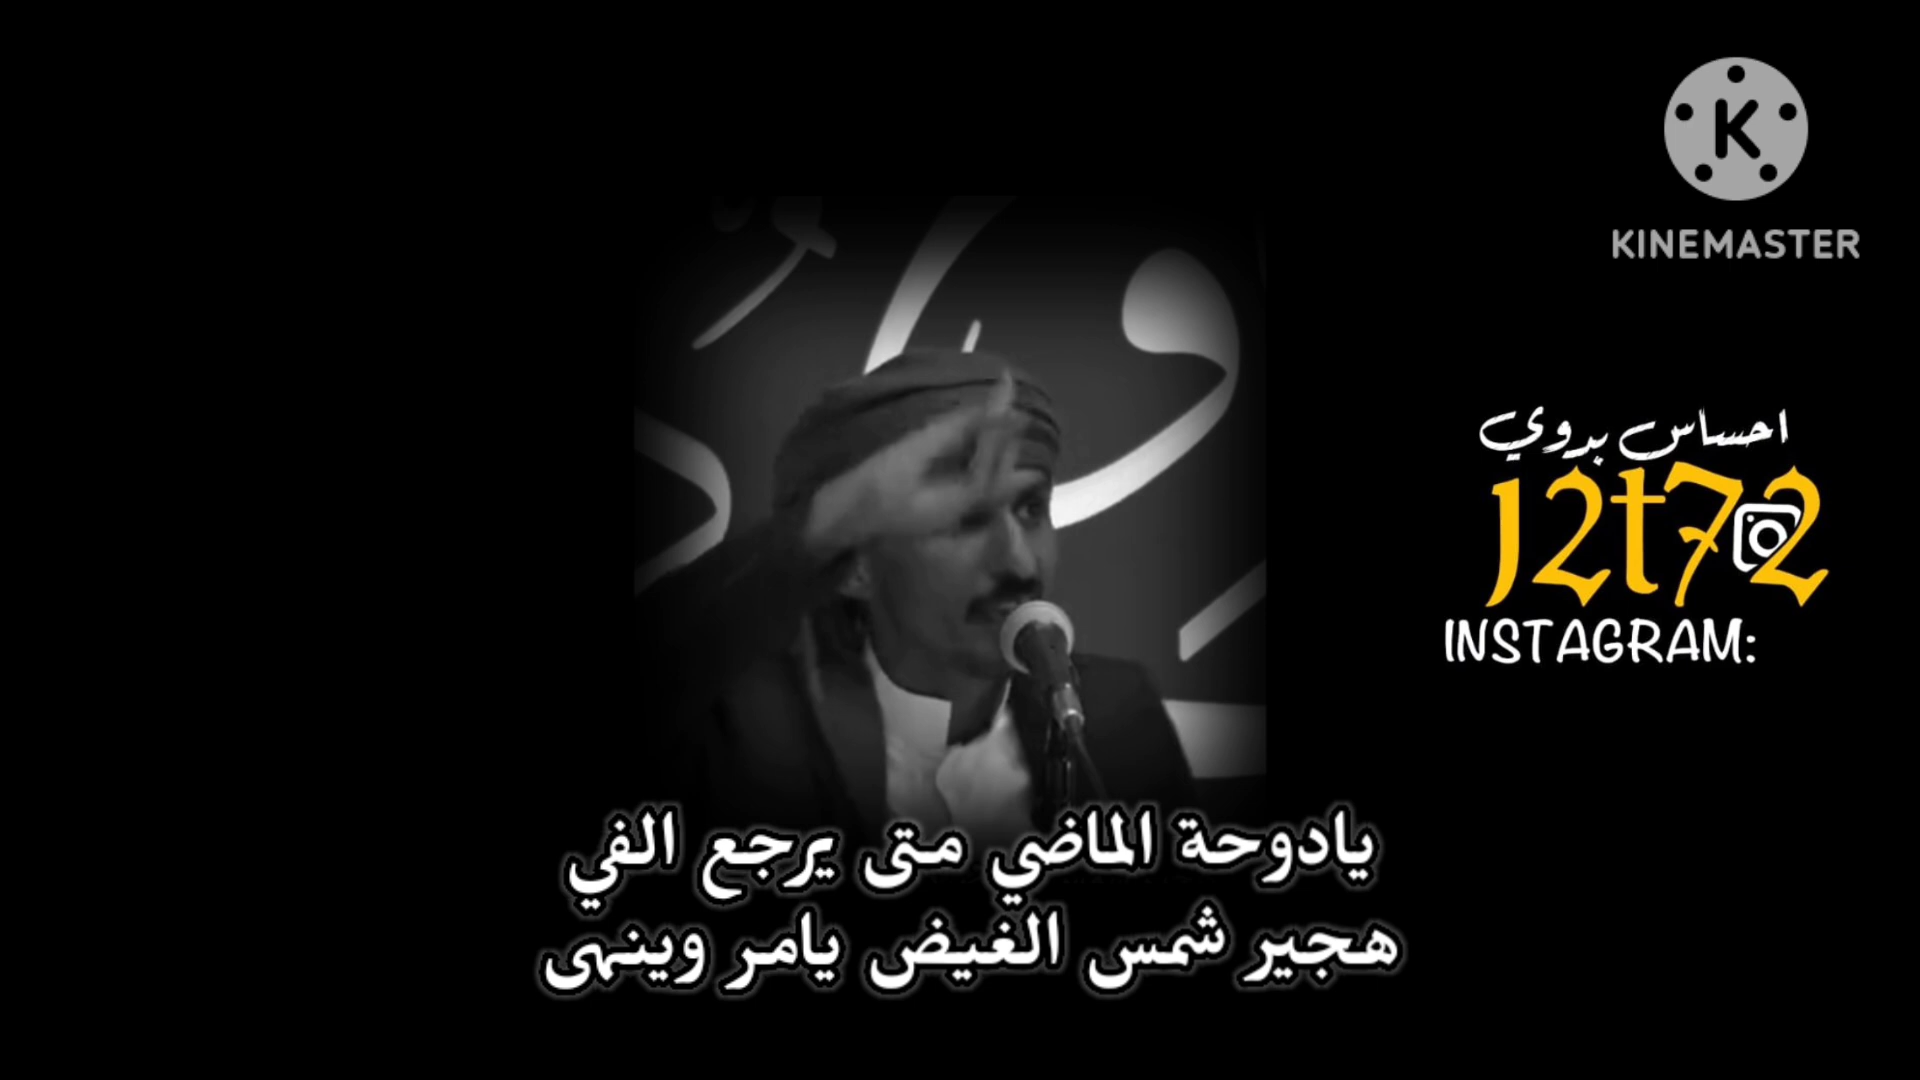 KINEMASTER
احساس بدوي
J2t72
INSTAGRAM:
يادوحة الماضي متى يرجع الفي
هجير شمس الغيض يامر وينهى